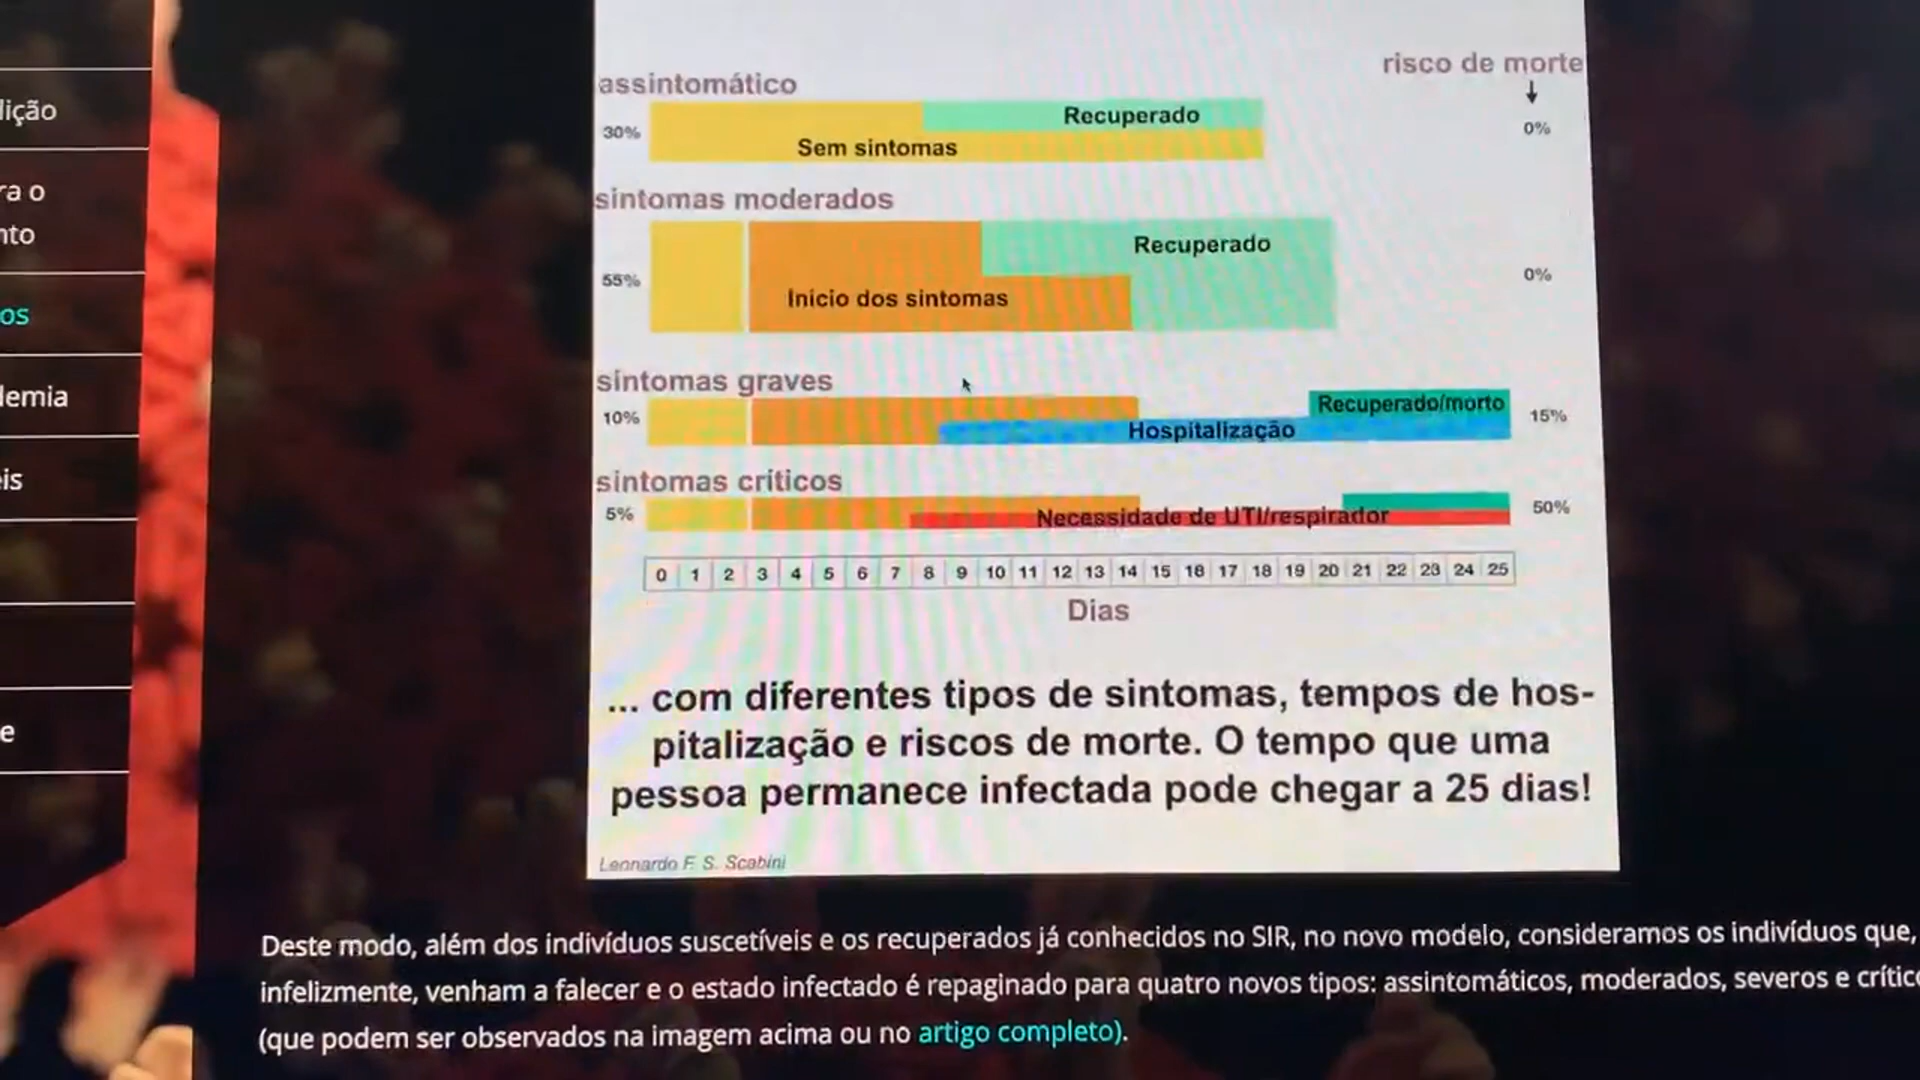 lição
ra o
nto
os
demia
eis
e
risco de morte
assintomático
30%
Recuperado
Sem sintomas
0%
sintomas moderados
55%
Recuperado
Início dos sintomas
0%
sintomas graves
10%
Recuperado/morto
Hospitalização
15%
sintomas críticos
5%
Necessidade de UTI/respirador
50%
0 1 2 3 4 5 6 7 8 9 10 11 12 13 14 15 16 17 18 19 20 21 22 23 24 25
Dias
... com diferentes tipos de sintomas, tempos de hos-
pitalização e riscos de morte. O tempo que uma
pessoa permanece infectada pode chegar a 25 dias!
Leonardo F. S. Scabini
Deste modo, além dos indivíduos suscetíveis e os recuperados já conhecidos no SIR, no novo modelo, consideramos os indivíduos que,
infelizmente, venham a falecer e o estado infectado é repaginado para quatro novos tipos: assintomáticos, moderados, severos e crític
(que podem ser observados na imagem acima ou no artigo completo).